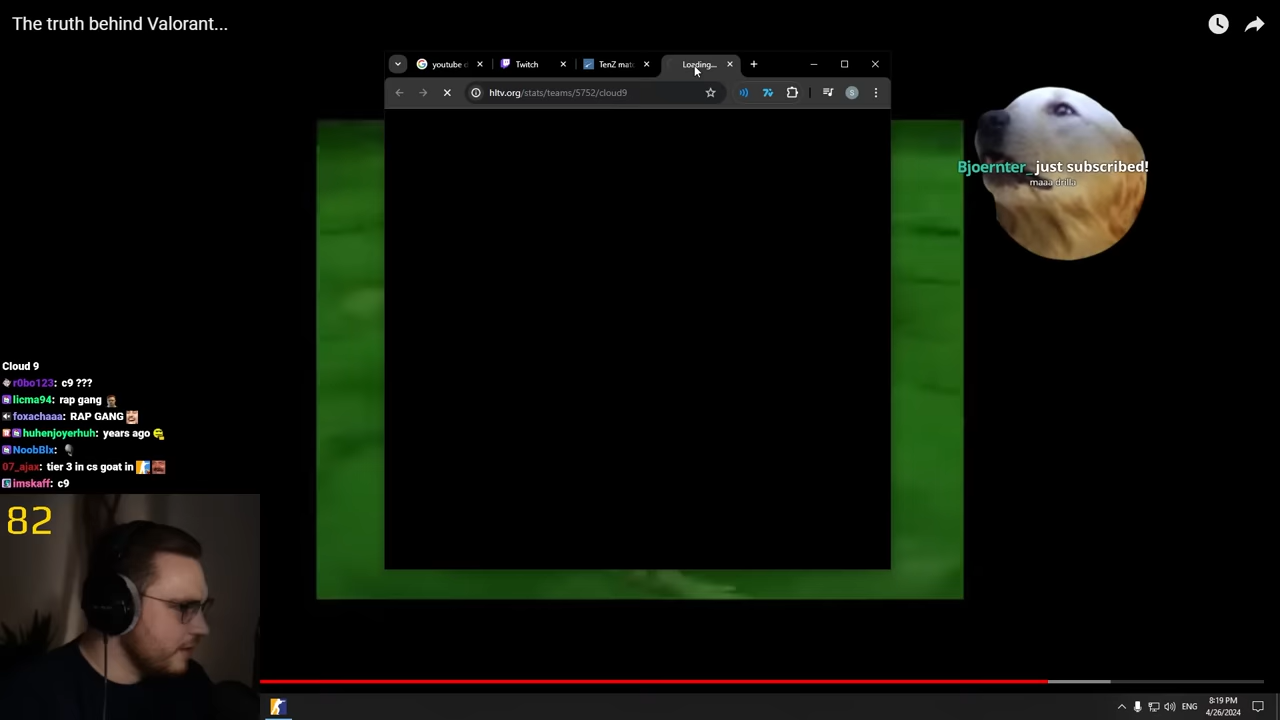 The truth behind Valorant...
youtube
Twitch
TenZ mat
Loading...
hltv.org/stats/teams/5752/cloud9
S
Bjoernter_ just subscribed!
maaa drilla
Cloud 9
r0bo123: c9 ???
licma94: rap gang
foxachaaa: RAP GANG
huhenjoyerhuh: years ago
NoobBlx:
07_ajax: tier 3 in cs goat in
imskaff: c9
82
ENG
8:19 PM
4/26/2024